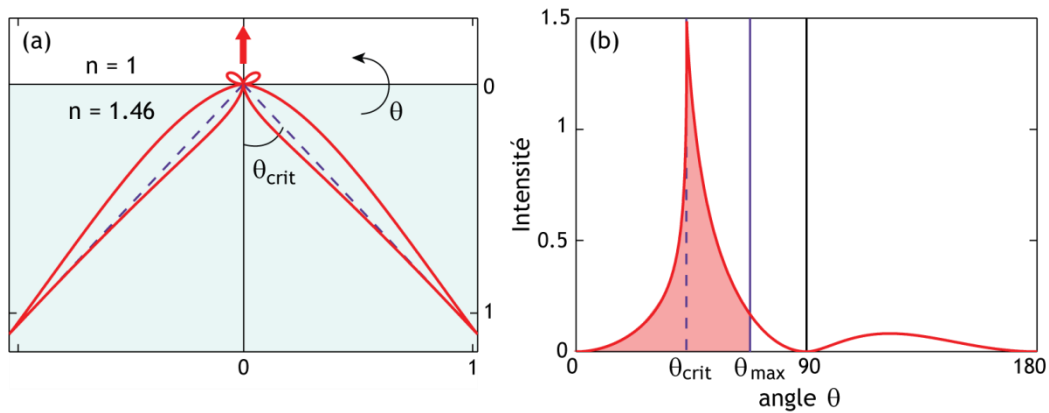 (a)
n = 1
n = 1.46
θ
θcrit
0
1
0
1
(b)
Intensité
1.5
1
0.5
0
0
θcrit
θmax
90
180
angle θ